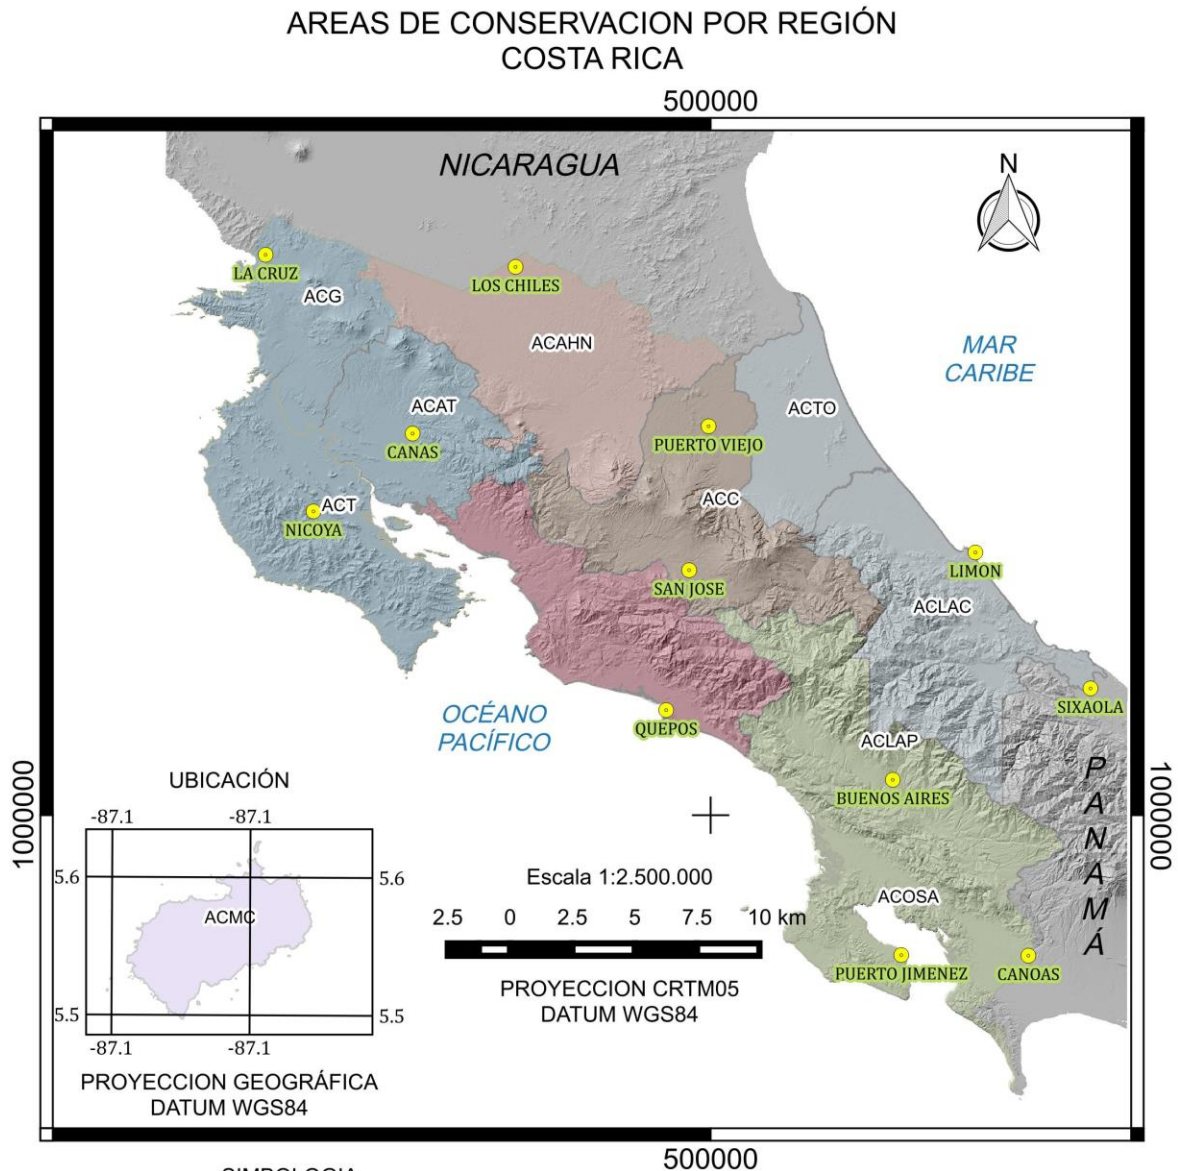 AREAS DE CONSERVACION POR REGIÓN
COSTA RICA
500000
NICARAGUA
N
LA CRUZ
LOS CHILES
ACG
ACAHN
MAR
CARIBE
ACAT
ACTO
CANAS
PUERTO VIEJO
ACT
ACC
NICOYA
LIMON
SAN JOSE
ACLAC
SIXAOLA
OCÉANO
PACÍFICO
QUEPOS
ACLAP
BUENOS AIRES
PANAMÁ
1000000
1000000
UBICACIÓN
-87.1 -87.1
5.6 5.6
ACMC
5.5 5.5
-87.1 -87.1
PROYECCION GEOGRÁFICA
DATUM WGS84
Escala 1:2.500.000
2.5 0 2.5 5 7.5 10 km
PROYECCION CRTM05
DATUM WGS84
ACOSA
PUERTO JIMENEZ
CANOAS
500000